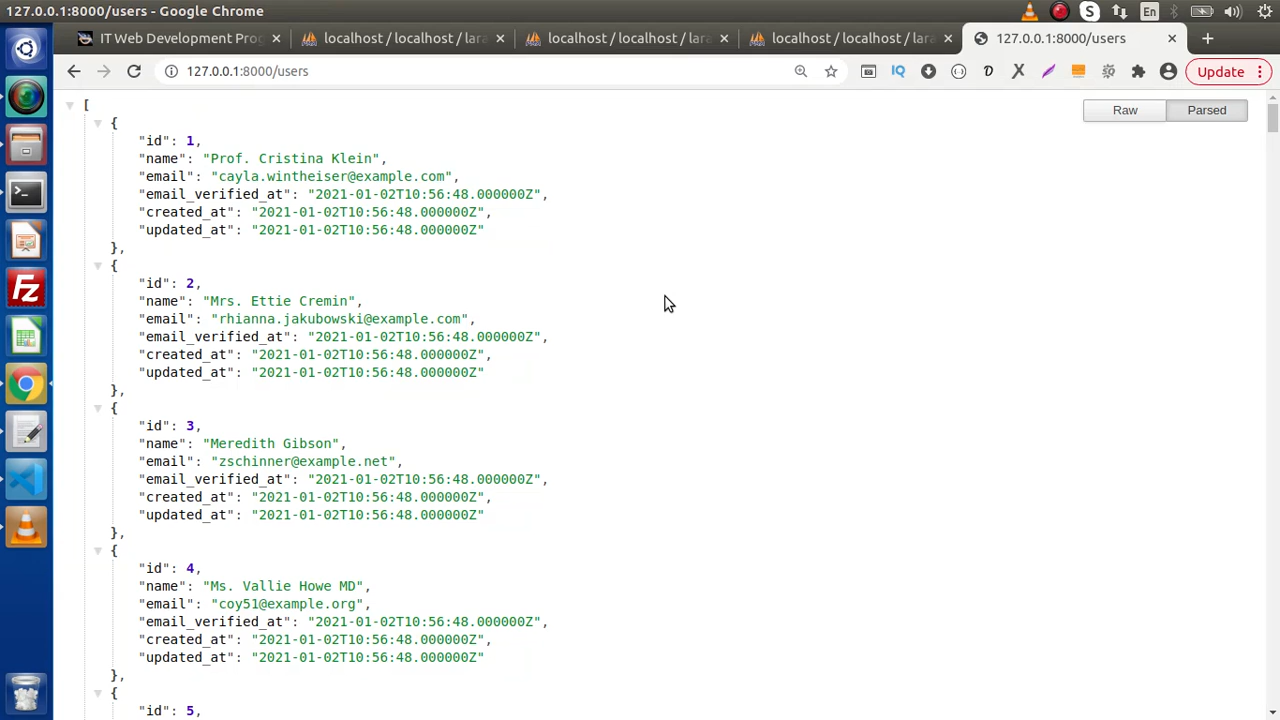 127.0.0.1:8000/users - Google Chrome
S
En
IT Web Development Prog
localhost / localhost / lara
localhost / localhost / lara
localhost / localhost / lara
127.0.0.1:8000/users
127.0.0.1:8000/users
IQ
D
X
Update
Raw
Parsed
[
{
"id": 1,
"name": "Prof. Cristina Klein",
"email": "cayla.wintheiser@example.com",
"email_verified_at": "2021-01-02T10:56:48.000000Z",
"created_at": "2021-01-02T10:56:48.000000Z",
"updated_at": "2021-01-02T10:56:48.000000Z"
},
{
"id": 2,
"name": "Mrs. Ettie Cremin",
"email": "rhianna.jakubowski@example.com",
"email_verified_at": "2021-01-02T10:56:48.000000Z",
"created_at": "2021-01-02T10:56:48.000000Z",
"updated_at": "2021-01-02T10:56:48.000000Z"
},
{
"id": 3,
"name": "Meredith Gibson",
"email": "zschinner@example.net",
"email_verified_at": "2021-01-02T10:56:48.000000Z",
"created_at": "2021-01-02T10:56:48.000000Z",
"updated_at": "2021-01-02T10:56:48.000000Z"
},
{
"id": 4,
"name": "Ms. Vallie Howe MD",
"email": "coy51@example.org",
"email_verified_at": "2021-01-02T10:56:48.000000Z",
"created_at": "2021-01-02T10:56:48.000000Z",
"updated_at": "2021-01-02T10:56:48.000000Z"
},
{
"id": 5,
>_
Fz